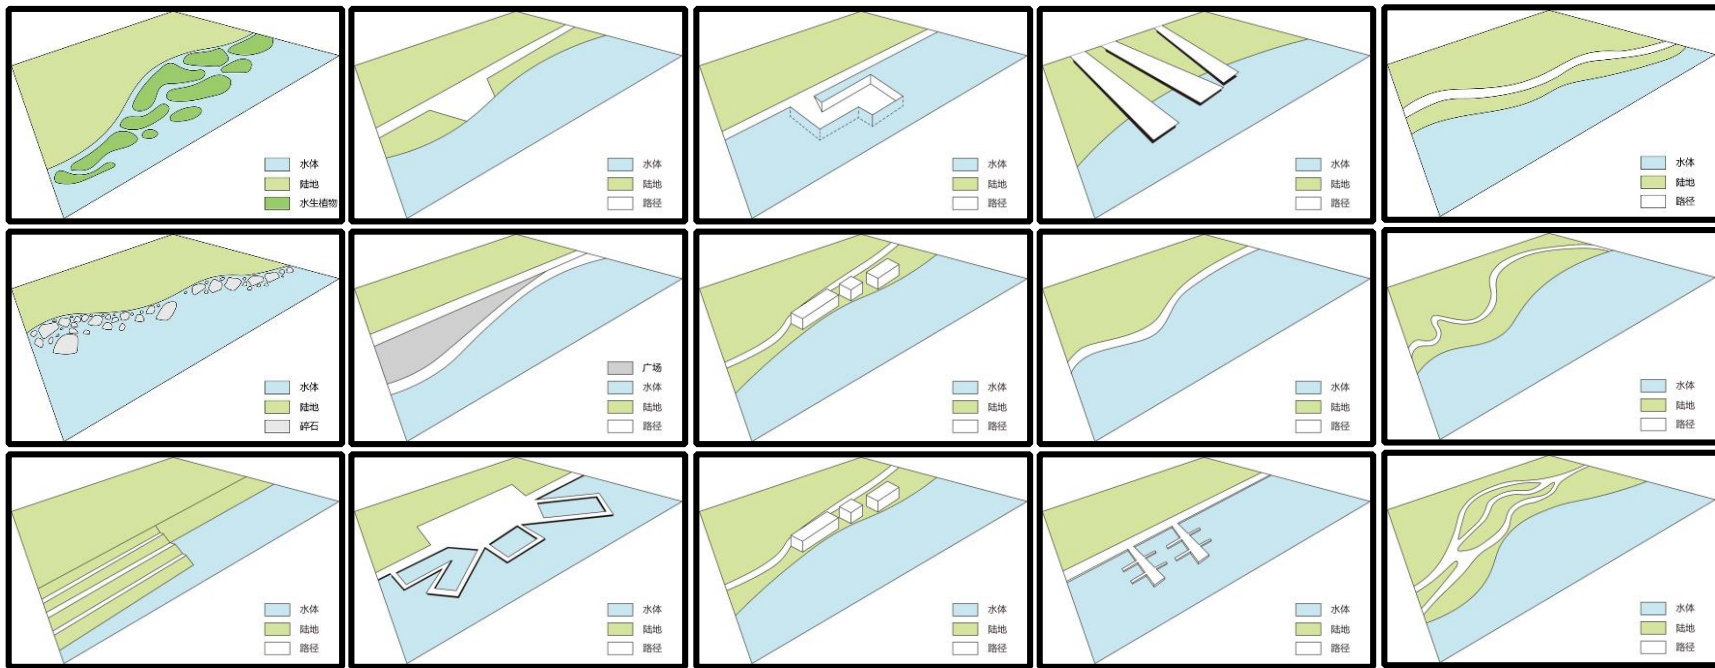 水体
陆地
水生植物
水体
陆地
路径
水体
陆地
路径
水体
陆地
路径
水体
陆地
路径
水体
陆地
碎石
广场
水体
陆地
路径
水体
陆地
路径
水体
陆地
路径
水体
陆地
路径
水体
陆地
路径
水体
陆地
路径
水体
陆地
路径
水体
陆地
路径
水体
陆地
路径